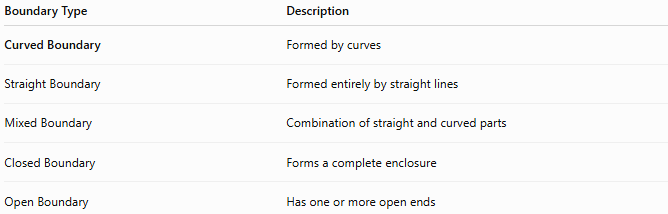 Boundary Type Description
Curved Boundary Formed by curves
Straight Boundary Formed entirely by straight lines
Mixed Boundary Combination of straight and curved parts
Closed Boundary Forms a complete enclosure
Open Boundary Has one or more open ends